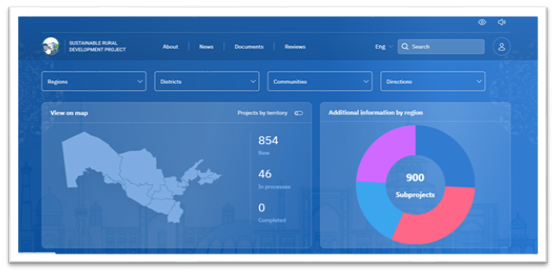 SUSTAINABLE RURAL
DEVELOPMENT PROJECT
About
News
Documents
Reviews
Eng
Search
Regions
Districts
Communities
Directions
View on map
Projects by territory
854
New
46
In processes
0
Completed
Additional information by region
900
Subprojects